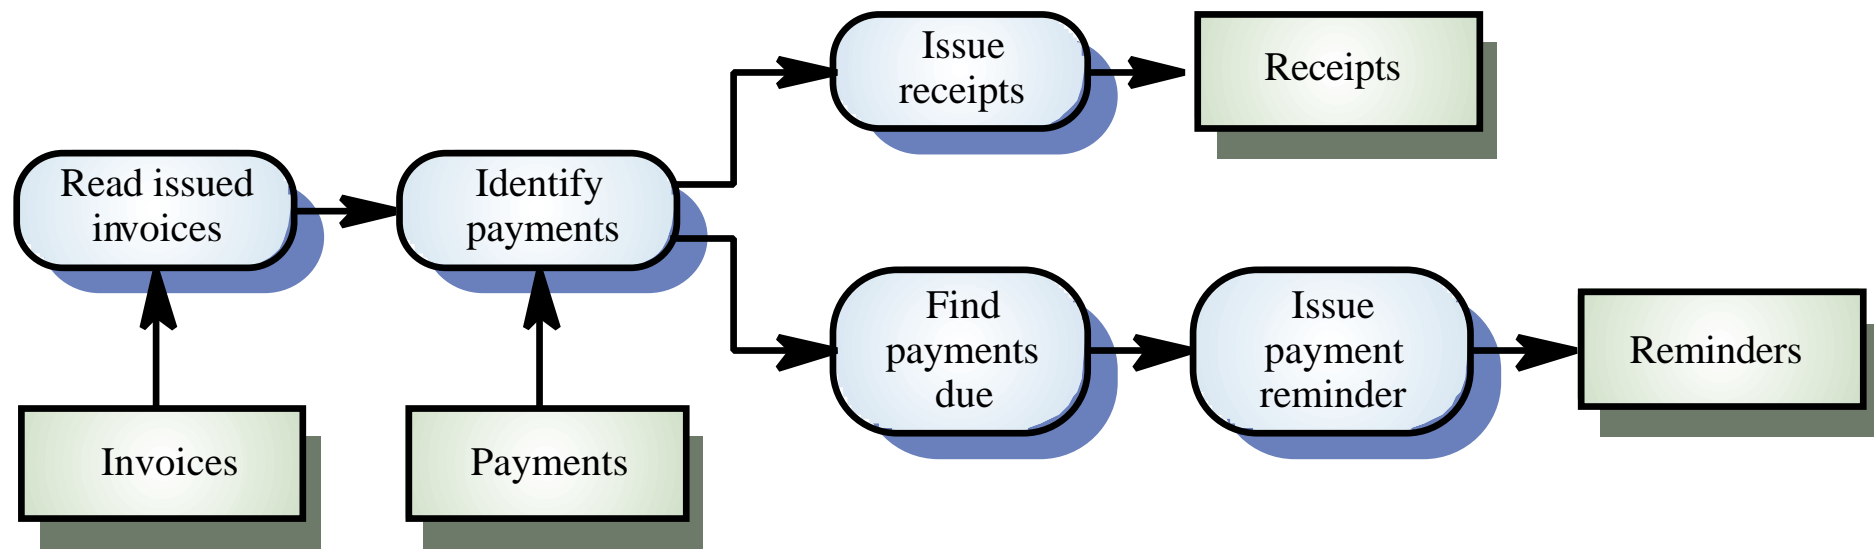 Issue
receipts
Receipts
Read issued
invoices
Identify
payments
Find
payments
due
Issue
payment
reminder
Reminders
Invoices
Payments